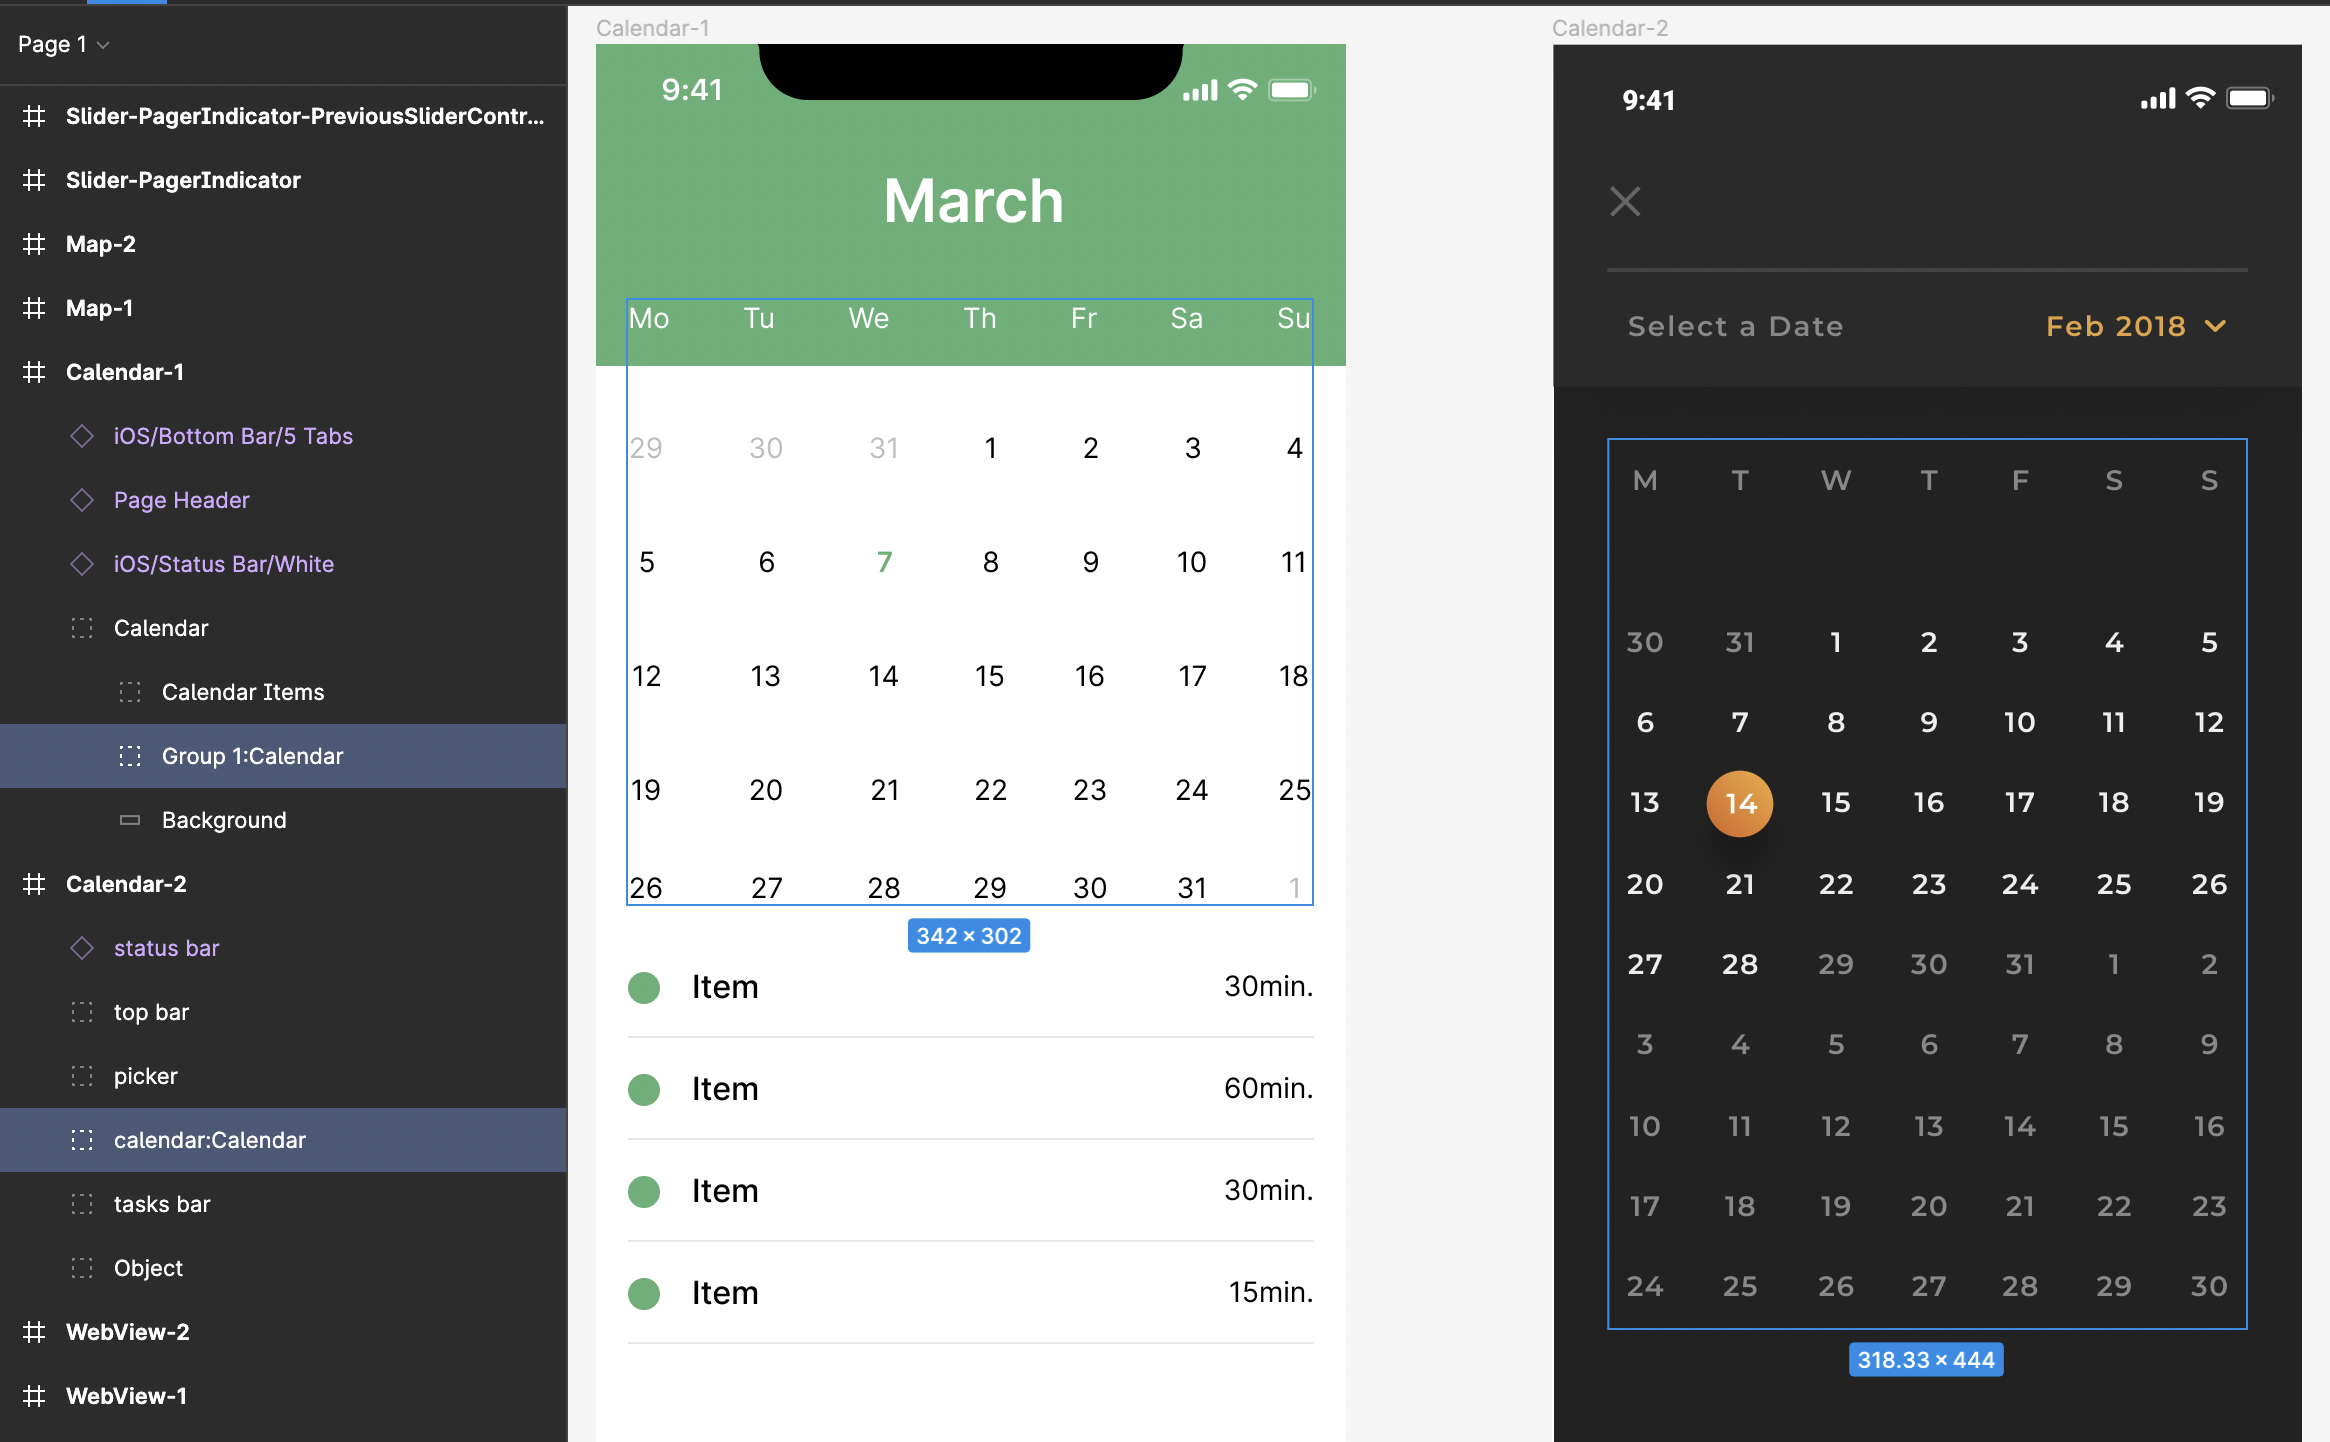 Page 1
Slider-PagerIndicator-PreviousSliderContr...
Slider-PagerIndicator
Map-2
Map-1
Calendar-1
iOS/Bottom Bar/5 Tabs
Page Header
iOS/Status Bar/White
Calendar
Calendar Items
Group 1:Calendar
Background
Calendar-2
status bar
top bar
picker
calendar:Calendar
tasks bar
Object
WebView-2
WebView-1
Calendar-1
9:41
March
Mo Tu We Th Fr Sa Su
29 30 31 1 2 3 4
5 6 7 8 9 10 11
12 13 14 15 16 17 18
19 20 21 22 23 24 25
26 27 28 29 30 31 1
342 × 302
Item 30min.
Item 60min.
Item 30min.
Item 15min.
Calendar-2
9:41
Select a Date Feb 2018
M T W T F S S
30 31 1 2 3 4 5
6 7 8 9 10 11 12
13 14 15 16 17 18 19
20 21 22 23 24 25 26
27 28 29 30 31 1 2
3 4 5 6 7 8 9
10 11 12 13 14 15 16
17 18 19 20 21 22 23
24 25 26 27 28 29 30
318.33 × 444